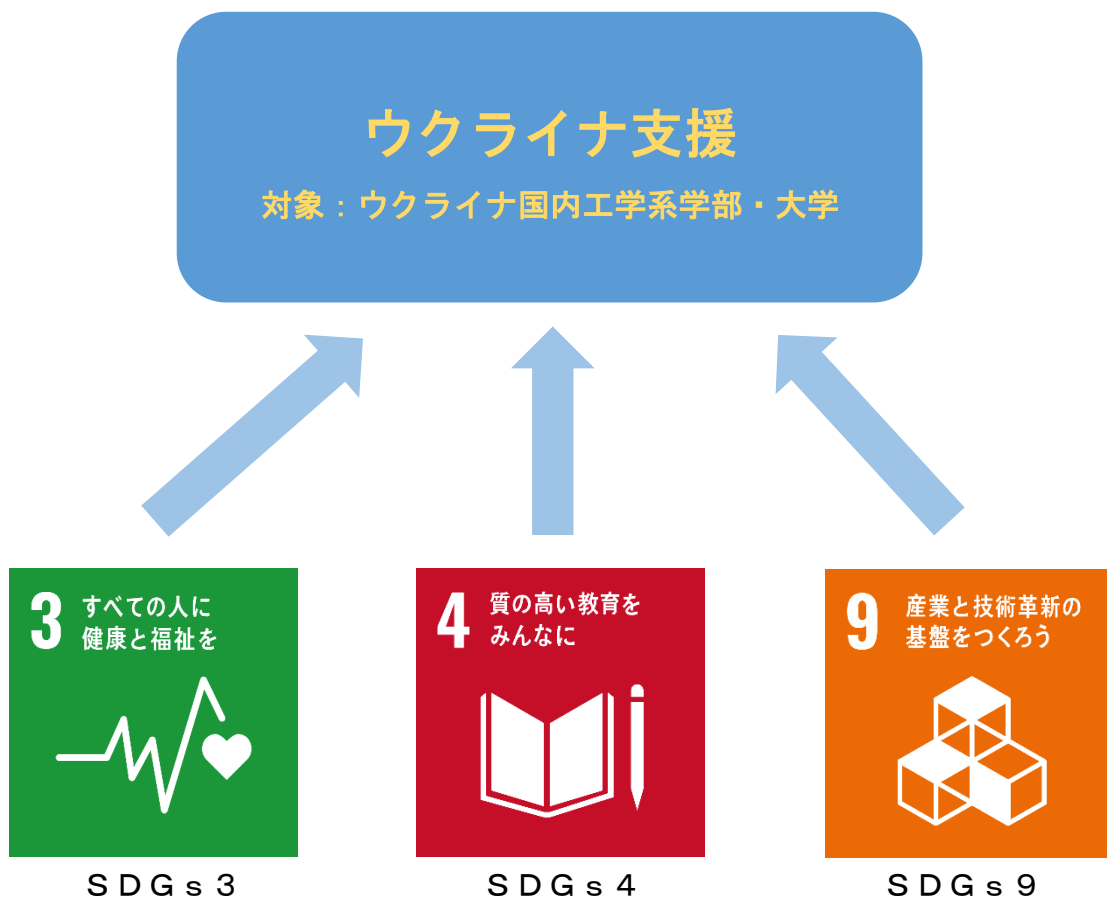 ウクライナ支援
対象：ウクライナ国内工学系学部・大学
3 すべての人に
健康と福祉を
4 質の高い教育を
みんなに
9 産業と技術革新の
基盤をつくろう
ＳＤＧｓ３
ＳＤＧｓ４
ＳＤＧｓ９